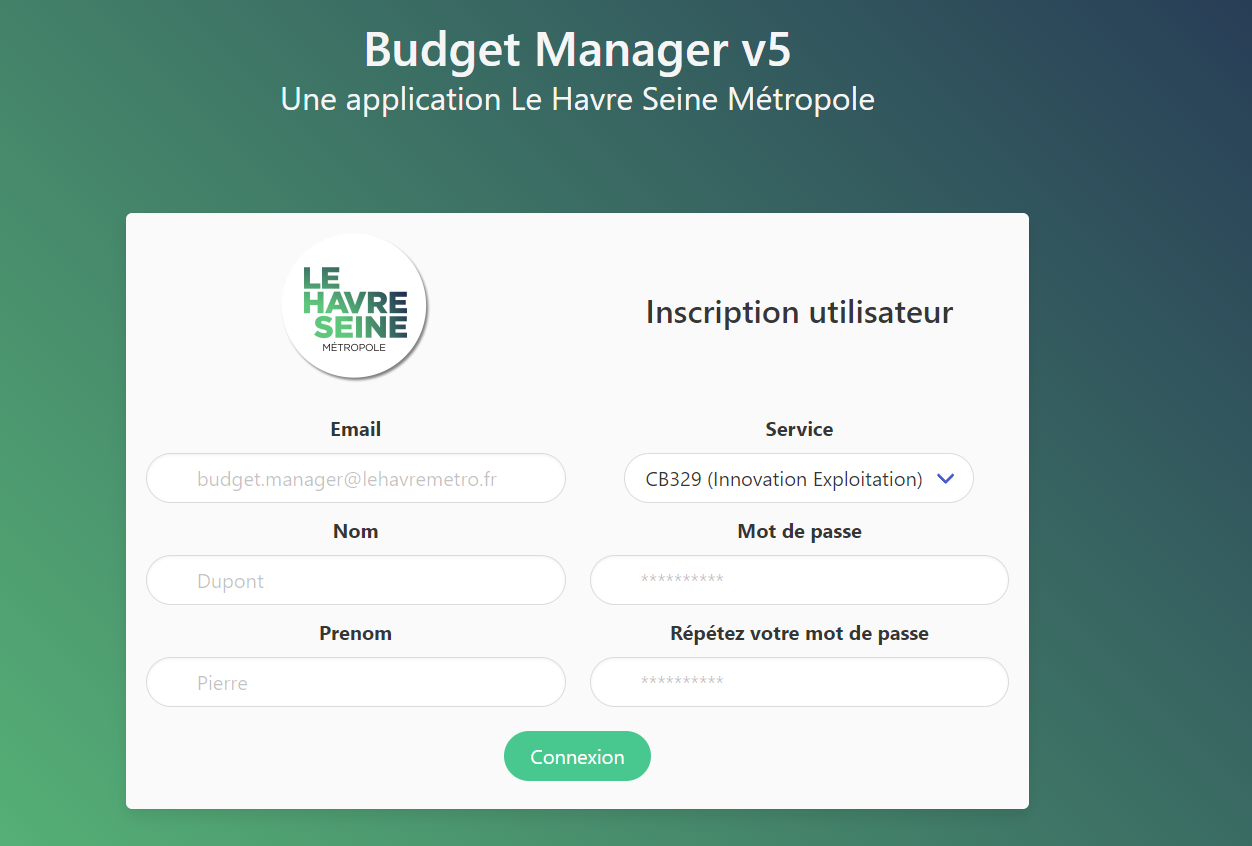 Budget Manager v5
Une application Le Havre Seine Métropole
LE
HAVRE
SEINE
MÉTROPOLE
Inscription utilisateur
Email
budget.manager@lehavremetro.fr
Service
CB329 (Innovation Exploitation)
Nom
Dupont
Mot de passe
**********
Prenom
Pierre
Répétez votre mot de passe
**********
Connexion